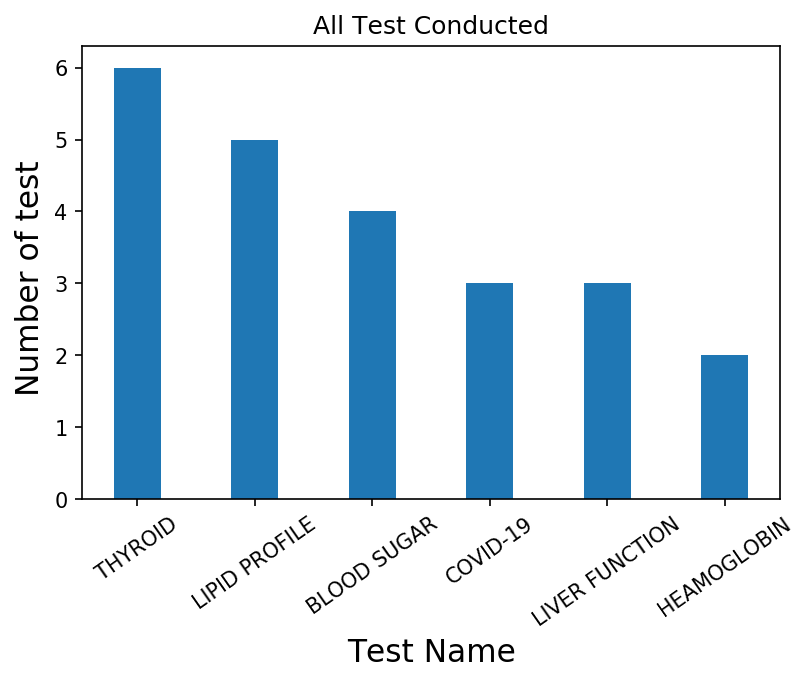 All Test Conducted
Number of test
6
5
4
3
2
1
0
THYROID
LIPID PROFILE
BLOOD SUGAR
COVID-19
LIVER FUNCTION
HEAMOGLOBIN
Test Name